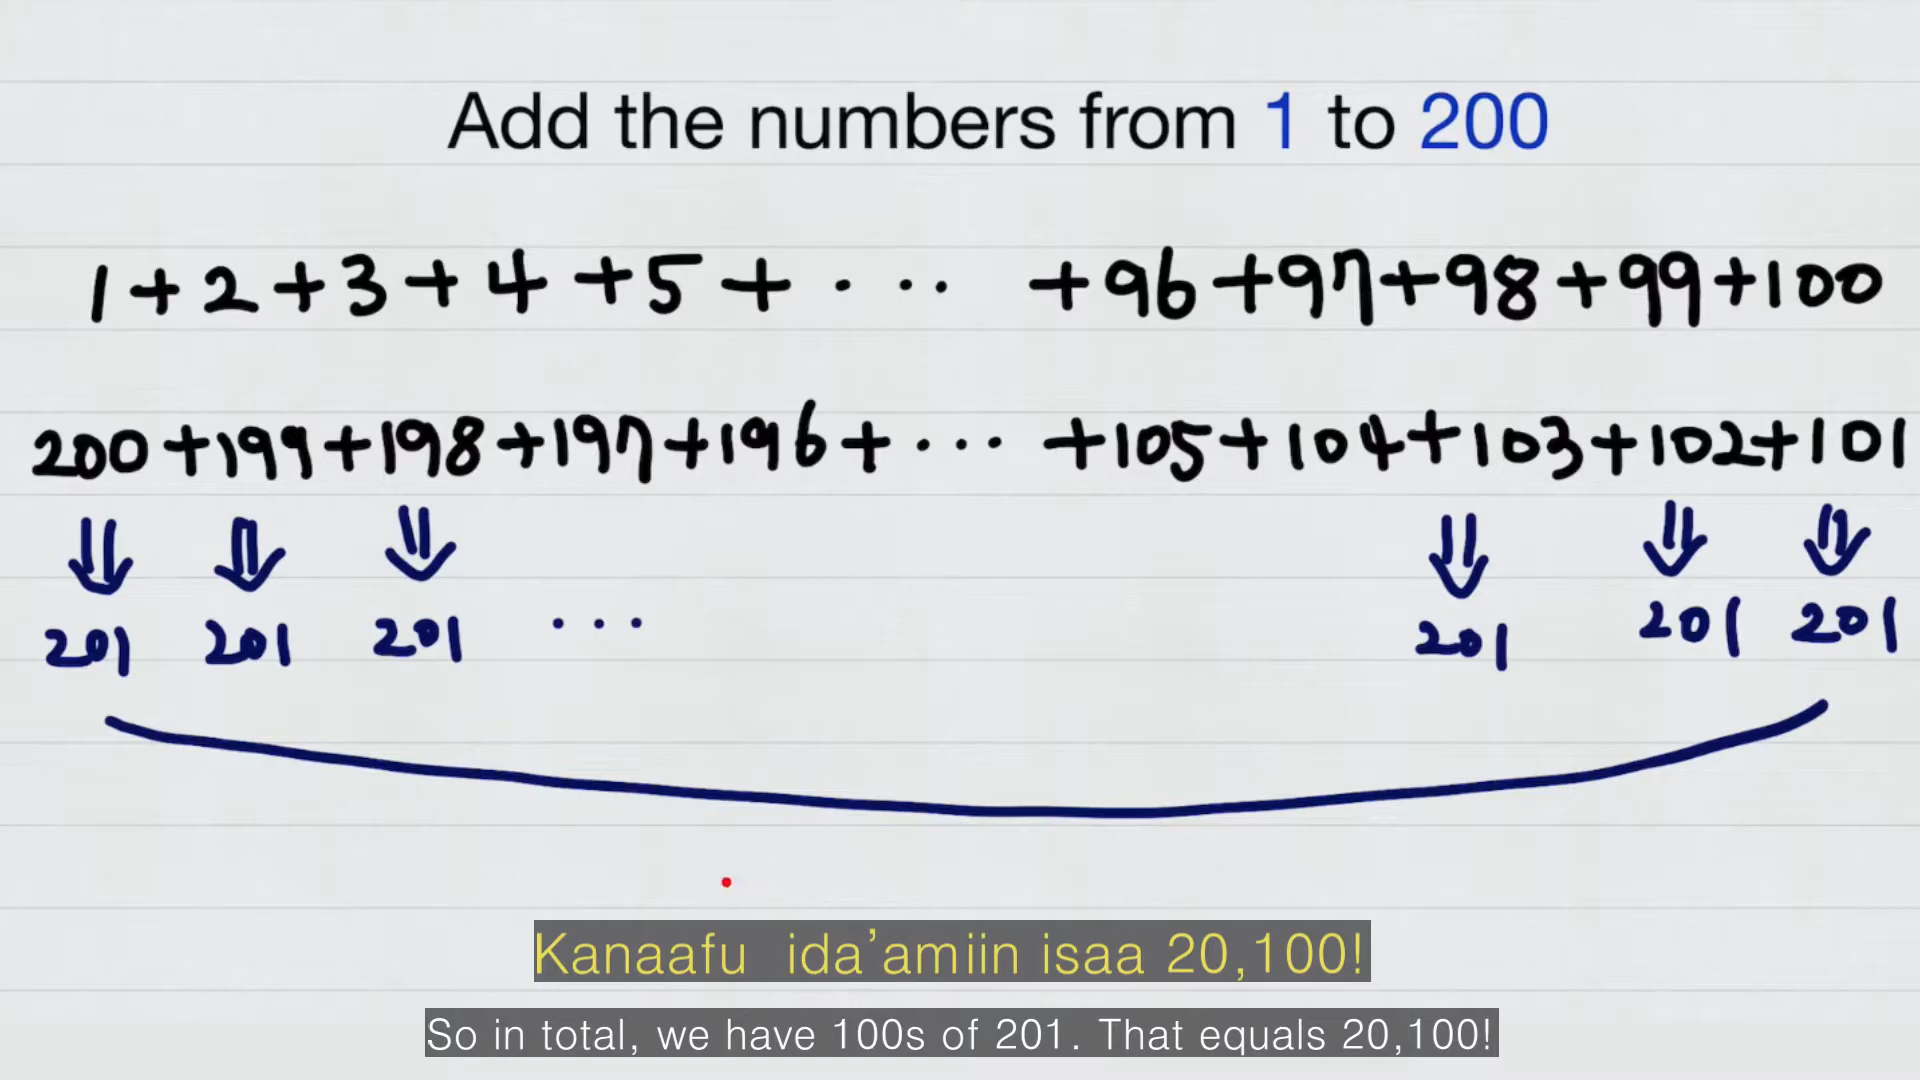 Add the numbers from 1 to 200
1+2+3+4+5+··· +96+97+98+99+100
200+199+198+197+196+··· +105+104+103+102+101
201 201 201 ··· 201 201 201
Kanaafu ida’amiin isaa 20,100!
So in total, we have 100s of 201. That equals 20,100!